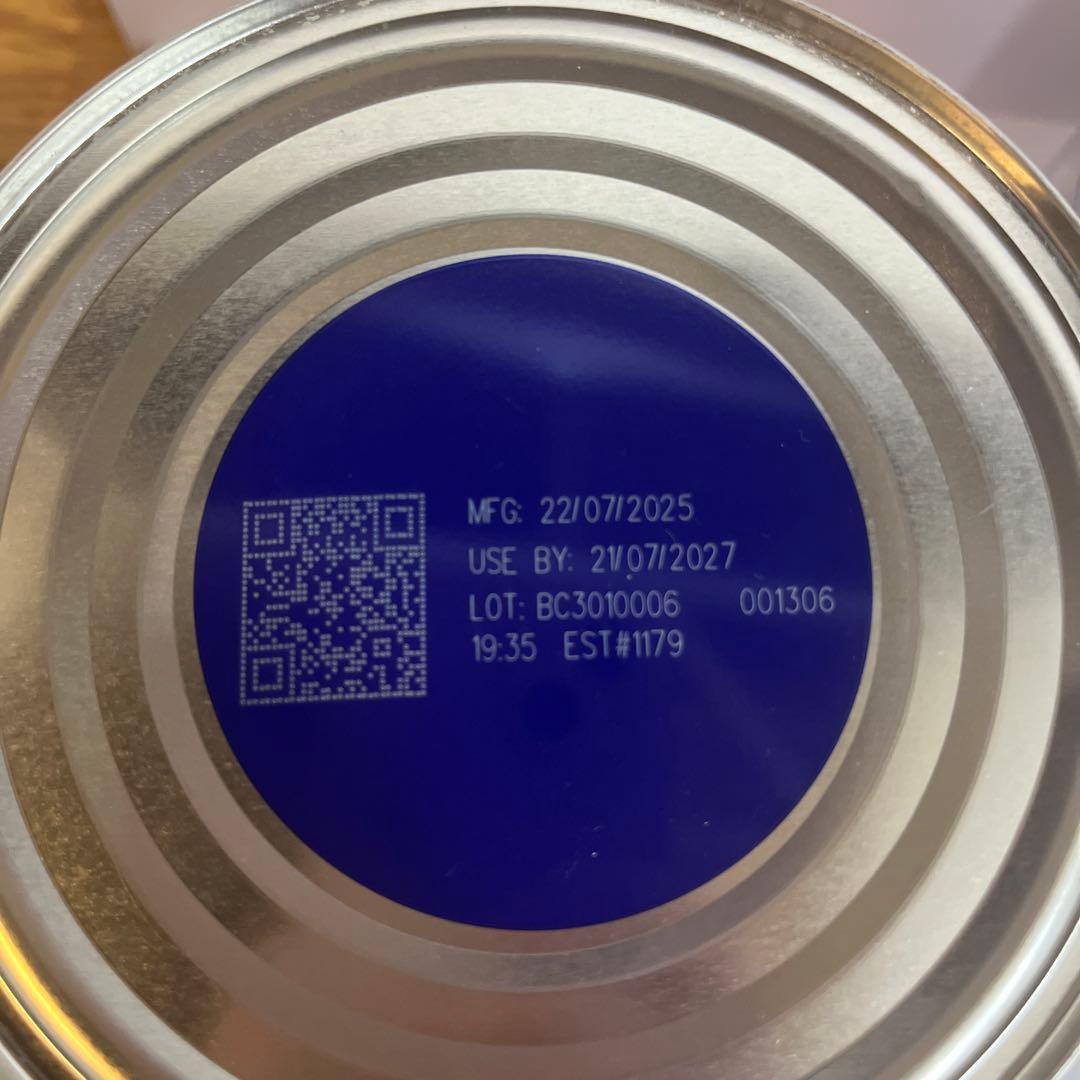 MFG: 22/07/2025
USE BY: 21/07/2027
LOT: BC3010006 001306
19:35 EST#1179